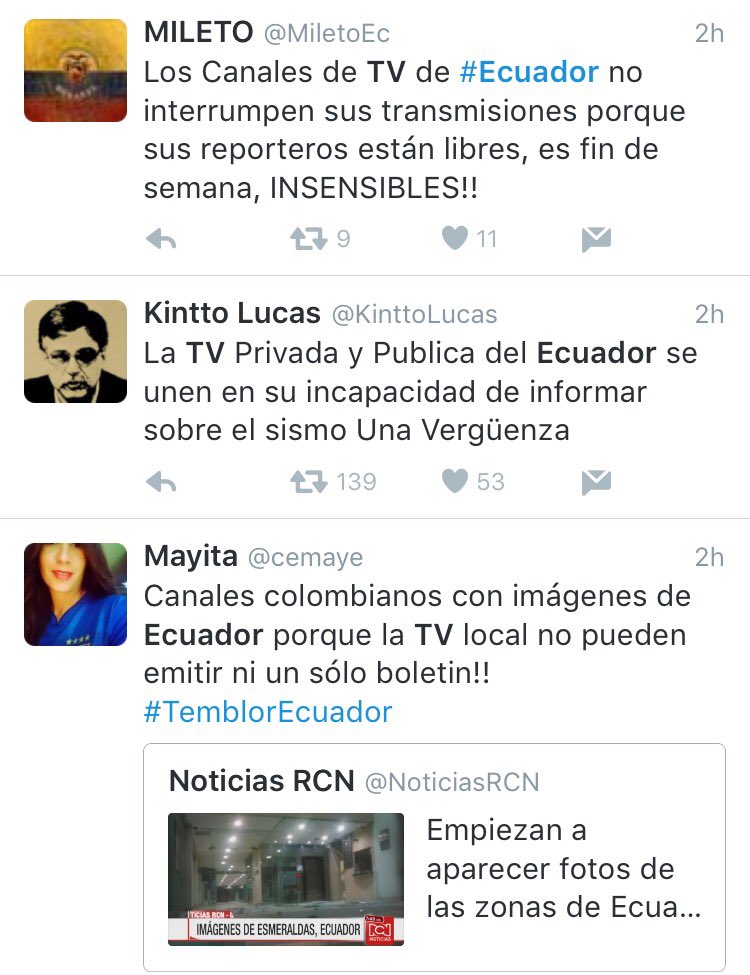 MILETO @MiletoEc 2h
Los Canales de TV de #Ecuador no
interrumpen sus transmisiones porque
sus reporteros están libres, es fin de
semana, INSENSIBLES!!
9 11
Kintto Lucas @KinttoLucas 2h
La TV Privada y Publica del Ecuador se
unen en su incapacidad de informar
sobre el sismo Una Vergüenza
139 53
Mayita @cemaye 2h
Canales colombianos con imágenes de
Ecuador porque la TV local no pueden
emitir ni un sólo boletin!!
#TemblorEcuador
Noticias RCN @NoticiasRCN
Empiezan a
aparecer fotos de
las zonas de Ecua...
TICIAS RCN
IMÁGENES DE ESMERALDAS, ECUADOR
RCN
NOTICIAS